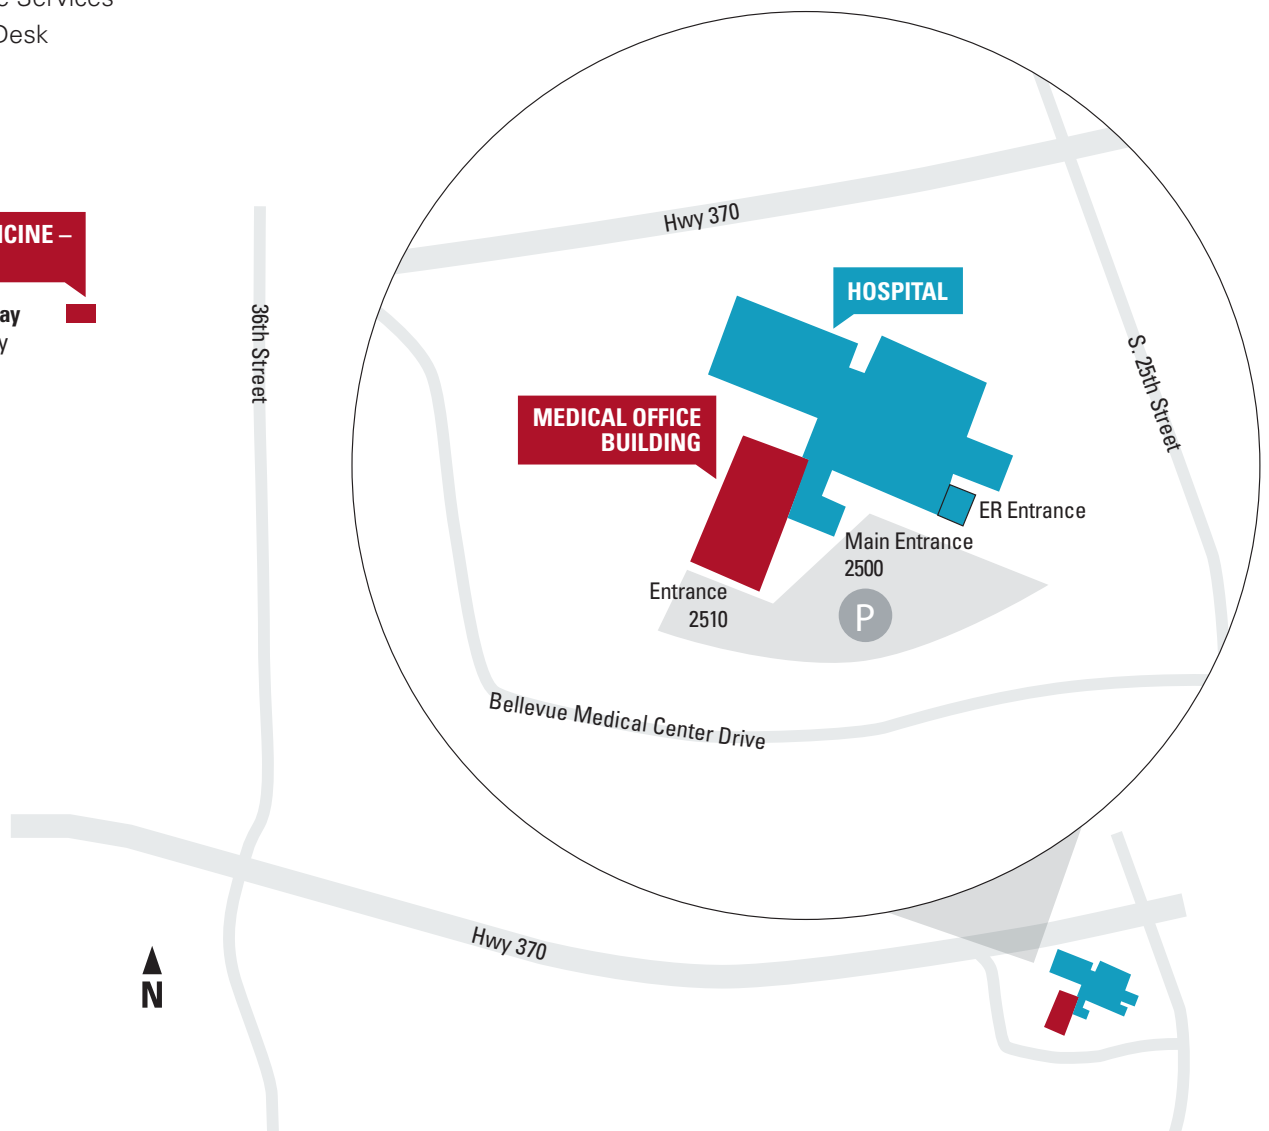 Services
Desk
ICINE –
ay
y
36th Street
Hwy 370
S. 25th Street
HOSPITAL
MEDICAL OFFICE
BUILDING
ER Entrance
Main Entrance
2500
Entrance
2510
P
Bellevue Medical Center Drive
Hwy 370
N